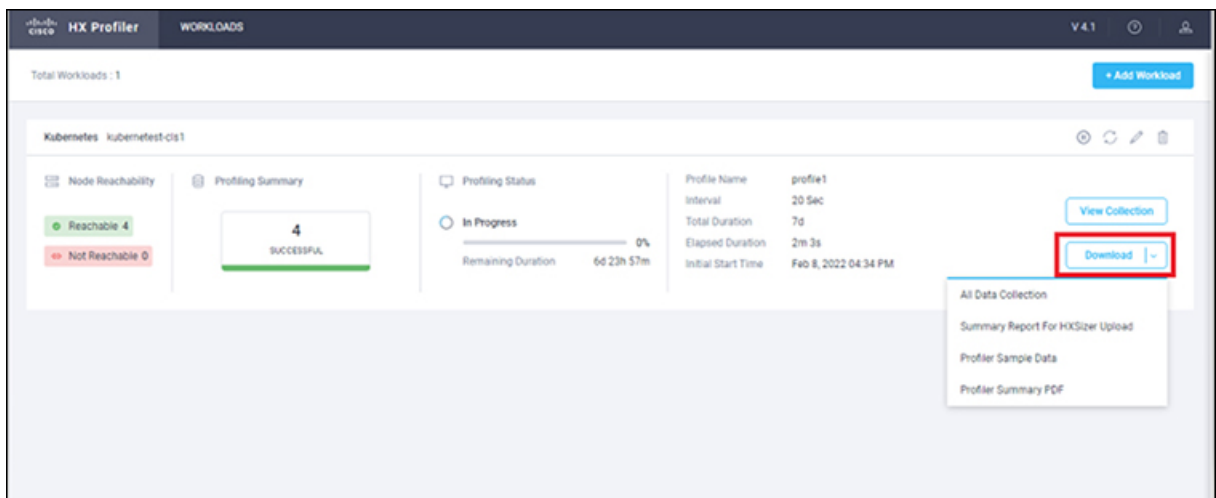 cisco HX Profiler WORKLOADS V 4.1
Total Workloads : 1 + Add Workload
Kubernetes kubernetest-cls1
Node Reachability
Reachable 4
Not Reachable 0
Profiling Summary
4
SUCCESSFUL
Profiling Status
In Progress
0%
Remaining Duration 6d 23h 57m
Profile Name profile1
Interval 20 Sec
Total Duration 7d
Elapsed Duration 2m 3s
Initial Start Time Feb 8, 2022 04:34 PM
View Collection
Download
All Data Collection
Summary Report For HXSizer Upload
Profiler Sample Data
Profiler Summary PDF